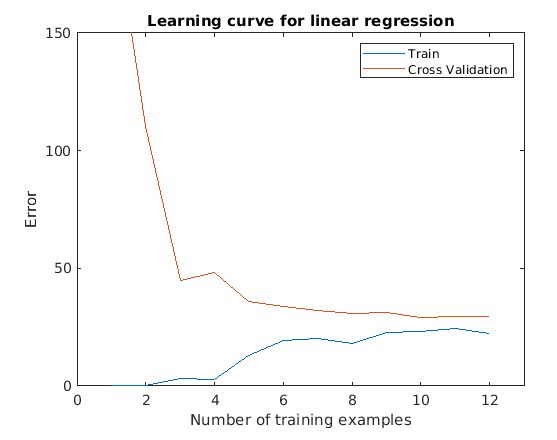 Learning curve for linear regression
150
Train
Cross Validation
100
Error
50
0
0 2 4 6 8 10 12
Number of training examples